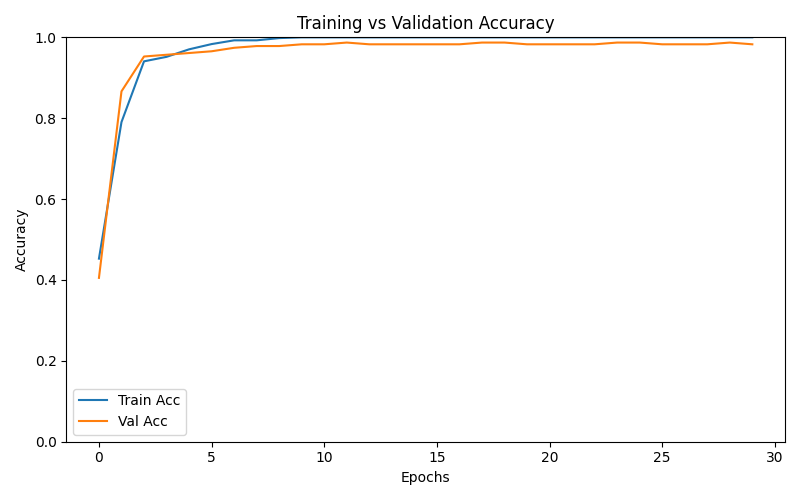 Training vs Validation Accuracy
1.0
0.8
0.6
0.4
0.2
0.0
Accuracy
Train Acc
Val Acc
0 5 10 15 20 25 30
Epochs